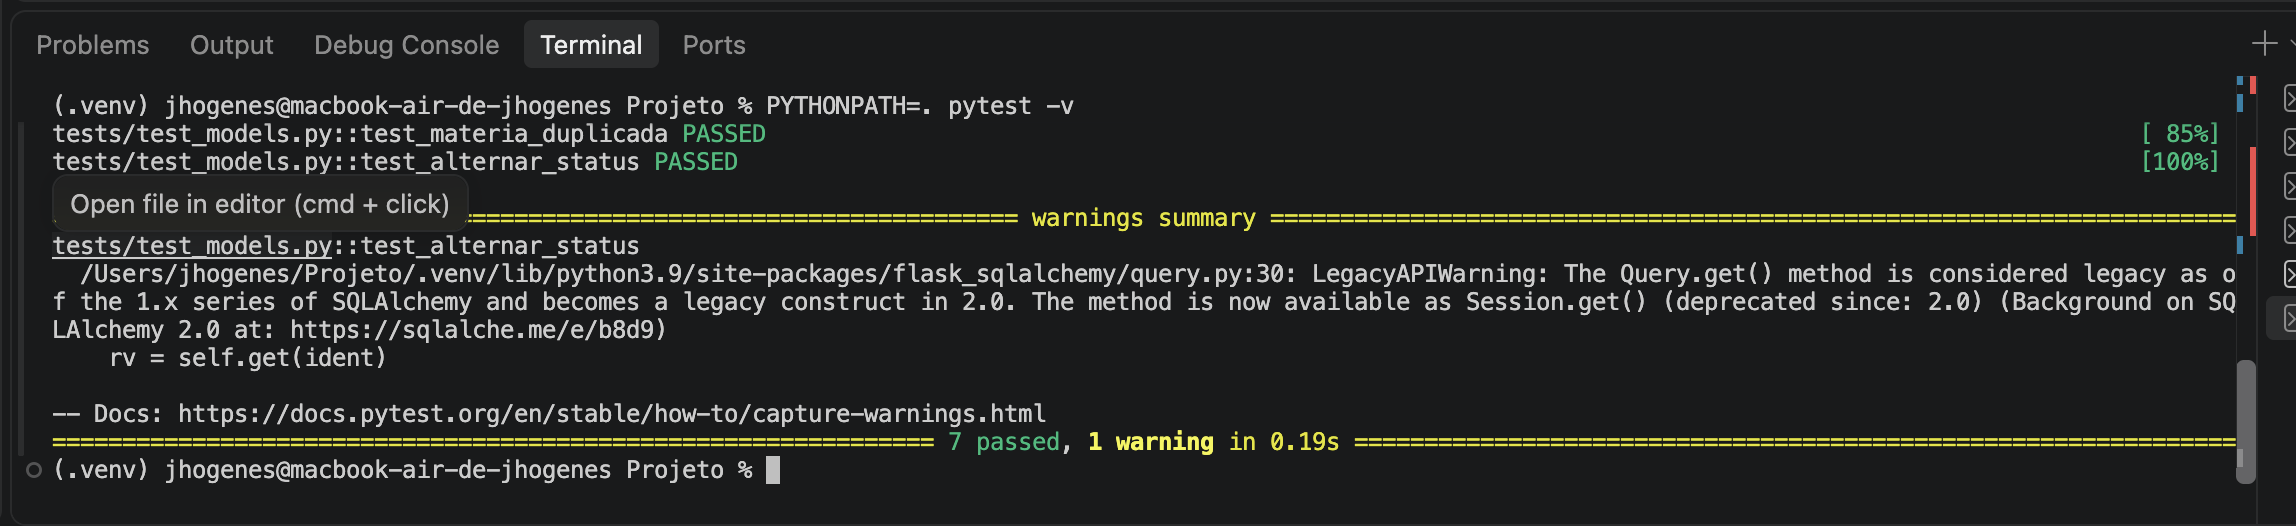 Problems Output Debug Console Terminal Ports
(.venv) jhogenes@macbook-air-de-jhogenes Projeto % PYTHONPATH=. pytest -v
tests/test_models.py::test_materia_duplicada PASSED [ 85%]
tests/test_models.py::test_alternar_status PASSED [100%]
Open file in editor (cmd + click)
=======================================  warnings summary =====================================================================
tests/test_models.py::test_alternar_status
  /Users/jhogenes/Projeto/.venv/lib/python3.9/site-packages/flask_sqlalchemy/query.py:30: LegacyAPIWarning: The Query.get() method is considered legacy as o
f the 1.x series of SQLAlchemy and becomes a legacy construct in 2.0. The method is now available as Session.get() (deprecated since: 2.0) (Background on SQ
LAlchemy 2.0 at: https://sqlalche.me/e/b8d9)
    rv = self.get(ident)
-- Docs: https://docs.pytest.org/en/stable/how-to/capture-warnings.html
=============================================================== 7 passed, 1 warning in 0.19s ===============================================================
(.venv) jhogenes@macbook-air-de-jhogenes Projeto %